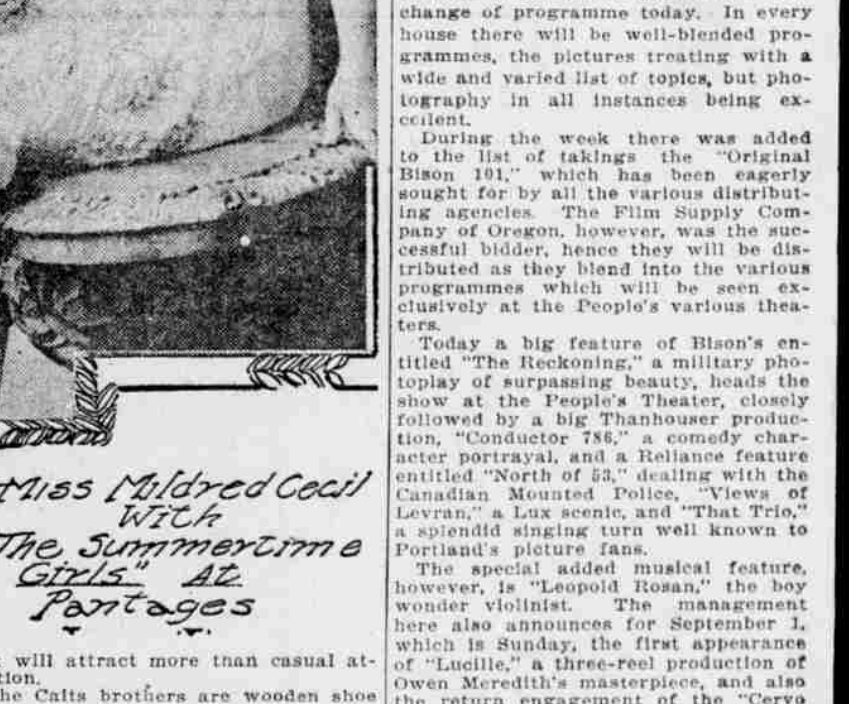 Miss Mildred Cecil
With
The Summertime
Girls" At
Pantages
will attract more than casual at-
tion.
he Caits brothers are wooden shoe
change of programme today. In every
house there will be well-blended pro-
grammes, the pictures treating with a
wide and varied list of topics, but pho-
tography in all instances being ex-
cellent.
During the week there was added
to the list of takings the "Original
Bison 101," which has been eagerly
sought for by all the various distribut-
ing agencies. The Film Supply Com-
pany of Oregon, however, was the suc-
cessful bidder, hence they will be dis-
tributed as they blend into the various
programmes which will be seen ex-
clusively at the People's various thea-
ters.
Today a big feature of Bison's en-
titled "The Reckoning," a military pho-
toplay of surpassing beauty, heads the
show at the People's Theater, closely
followed by a big Thanhouser produc-
tion, "Conductor 786," a comedy char-
acter portrayal, and a Reliance feature
entitled "North of 53," dealing with the
Canadian Mounted Police, "Views of
Levran," a Lux scenic, and "That Trio,"
a splendid singing turn well known to
Portland's picture fans.
The special added musical feature,
however, is "Leopold Rosan," the boy
wonder violinist. The management
here also announces for September 1,
which is Sunday, the first appearance
of "Lucille," a three-reel production of
Owen Meredith's masterpiece, and also
the return engagement of the "Cervo